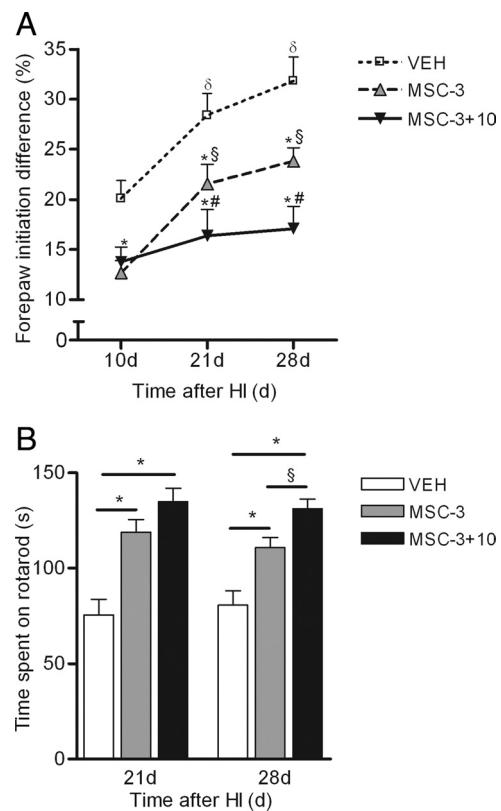 A
Forepaw initiation difference (%)
35
30
25
20
15
10
0
δ
δ
*§
*§
*#
*#
*
10d 21d 28d
Time after HI (d)
VEH
MSC-3
MSC-3+10
B
Time spent on rotarod (s)
150
100
50
0
*
*
*
§
*
21d 28d
Time after HI (d)
VEH
MSC-3
MSC-3+10